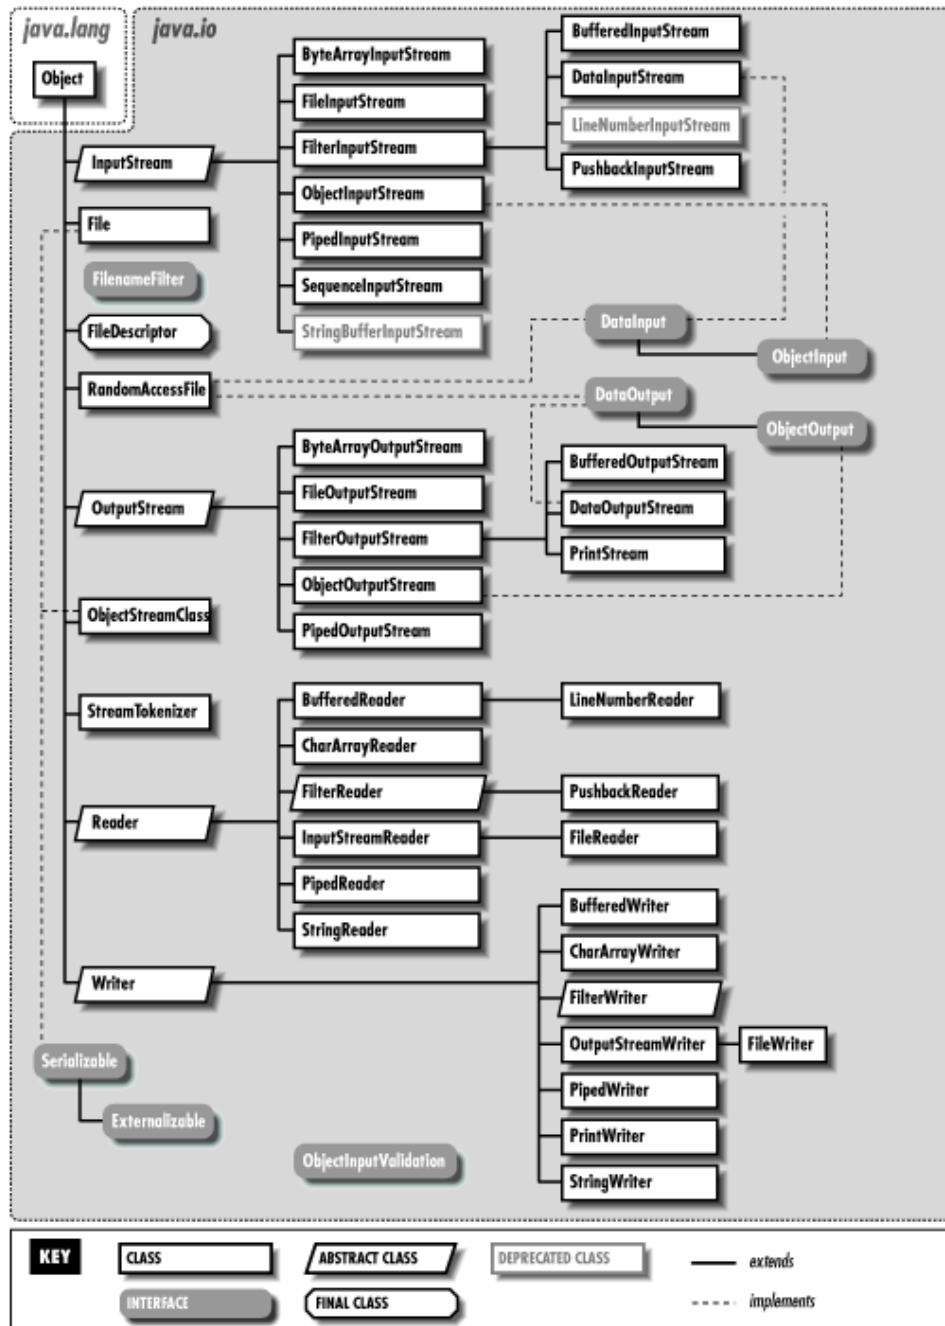 java.lang
java.io
Object
InputStream
File
FilenameFilter
FileDescriptor
RandomAccessFile
OutputStream
ObjectStreamClass
StreamTokenizer
Reader
Writer
Serializable
Externalizable
ByteArrayInputStream
FileInputStream
FilterInputStream
ObjectInputStream
PipedInputStream
SequenceInputStream
StringBufferInputStream
BufferedInputStream
DataInputStream
LineNumberInputStream
PushbackInputStream
DataInput
ObjectInput
DataOutput
ObjectOutput
ByteArrayOutputStream
FileOutputStream
FilterOutputStream
ObjectOutputStream
PipedOutputStream
BufferedOutputStream
DataOutputStream
PrintStream
BufferedReader
CharArrayReader
FilterReader
InputStreamReader
PipedReader
StringReader
LineNumberReader
PushbackReader
FileReader
BufferedWriter
CharArrayWriter
FilterWriter
OutputStreamWriter
FileWriter
PipedWriter
PrintWriter
StringWriter
ObjectInputValidation
KEY
CLASS
ABSTRACT CLASS
DEPRECATED CLASS
extends
INTERFACE
FINAL CLASS
implements